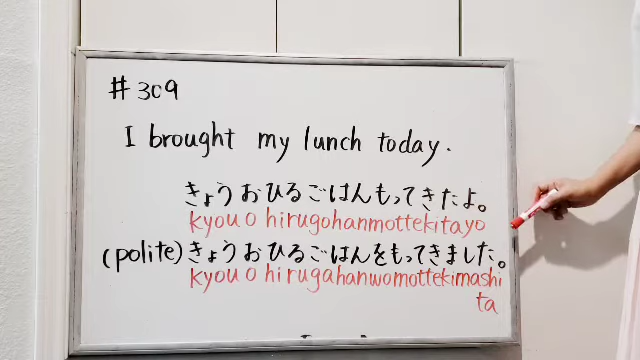 #309
I brought my lunch today.
きょうおひるごはんもってきたよ。
kyou o hirugohanmottekitayo
(polite)きょうおひるごはんをもってきました。
kyou o hirugahanwomottekimashi
ta